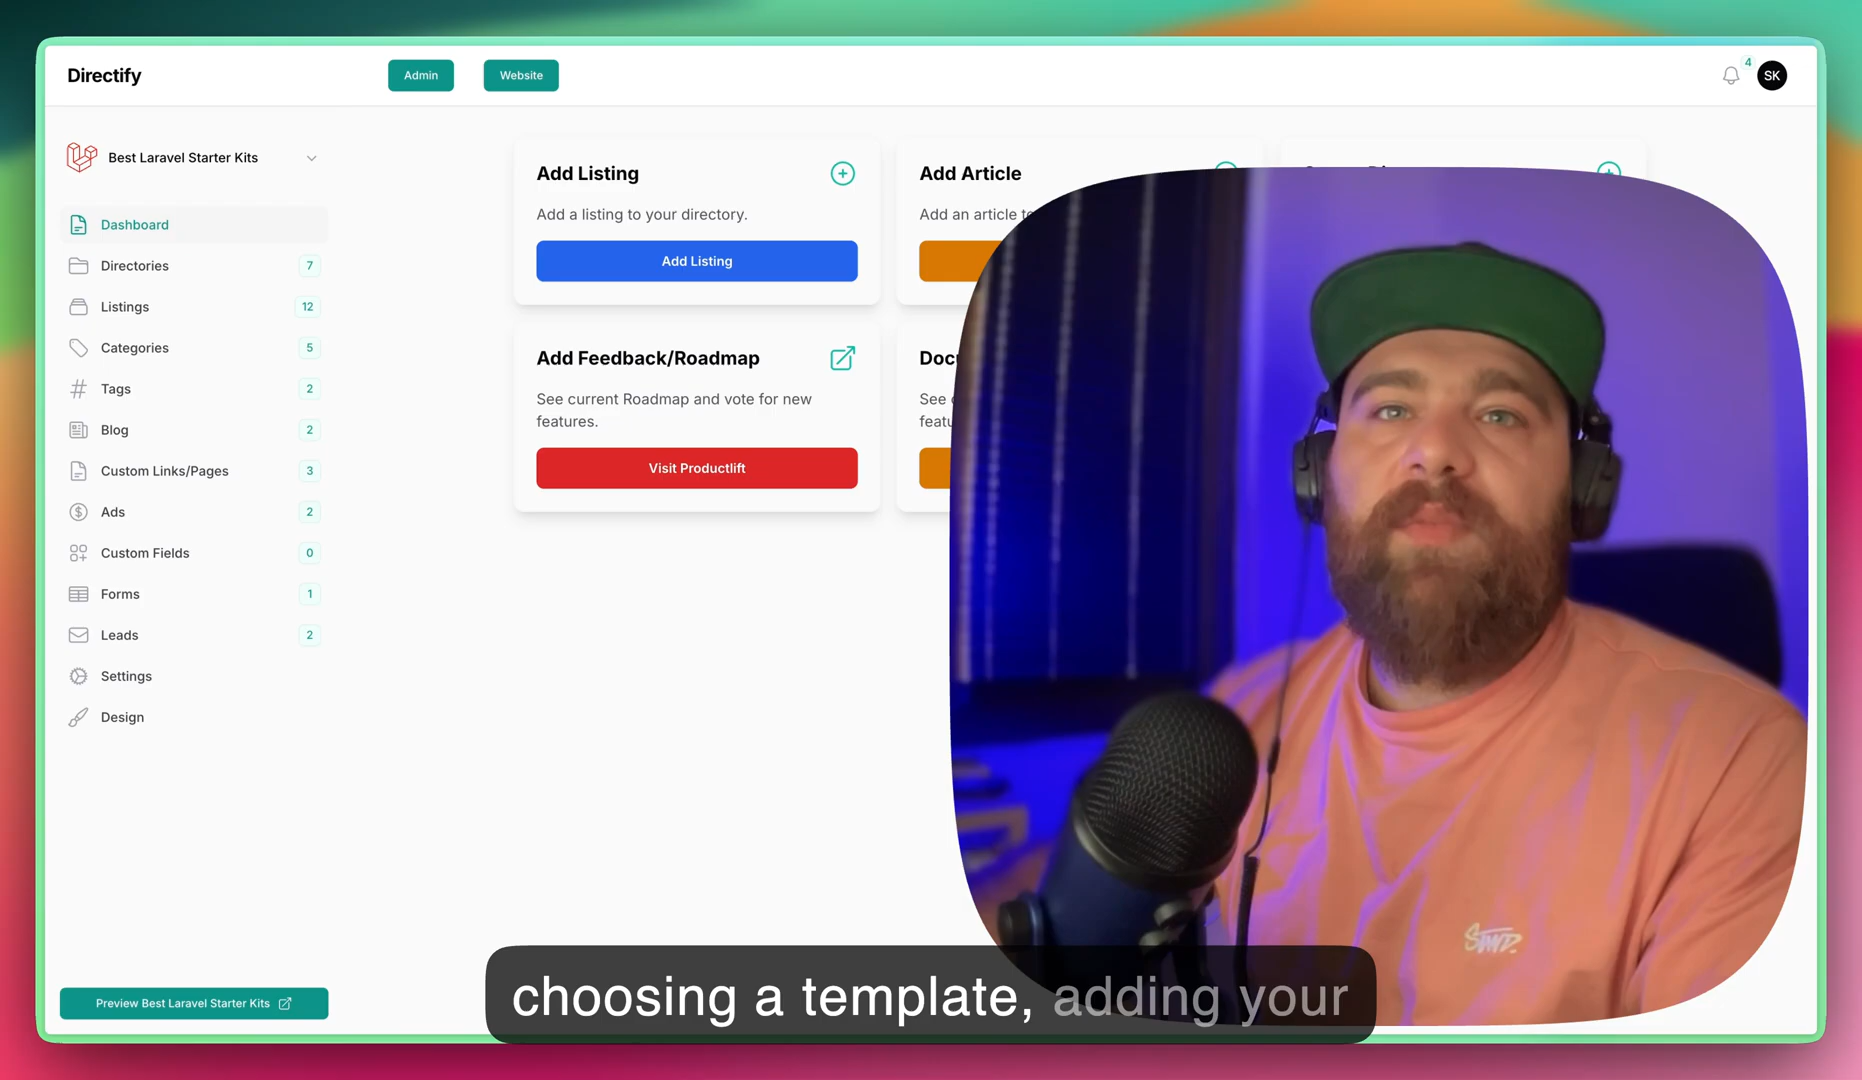 Directify
Admin
Website
4
SK
Best Laravel Starter Kits
Dashboard
Directories 7
Listings 12
Categories 5
Tags 2
Blog 2
Custom Links/Pages 3
Ads 2
Custom Fields 0
Forms 1
Leads 2
Settings
Design
Preview Best Laravel Starter Kits
Add Listing
Add a listing to your directory.
Add Listing
Add Article
Add an article to
Add Feedback/Roadmap
See current Roadmap and vote for new
features.
Visit Productlift
See
choosing a template, adding your